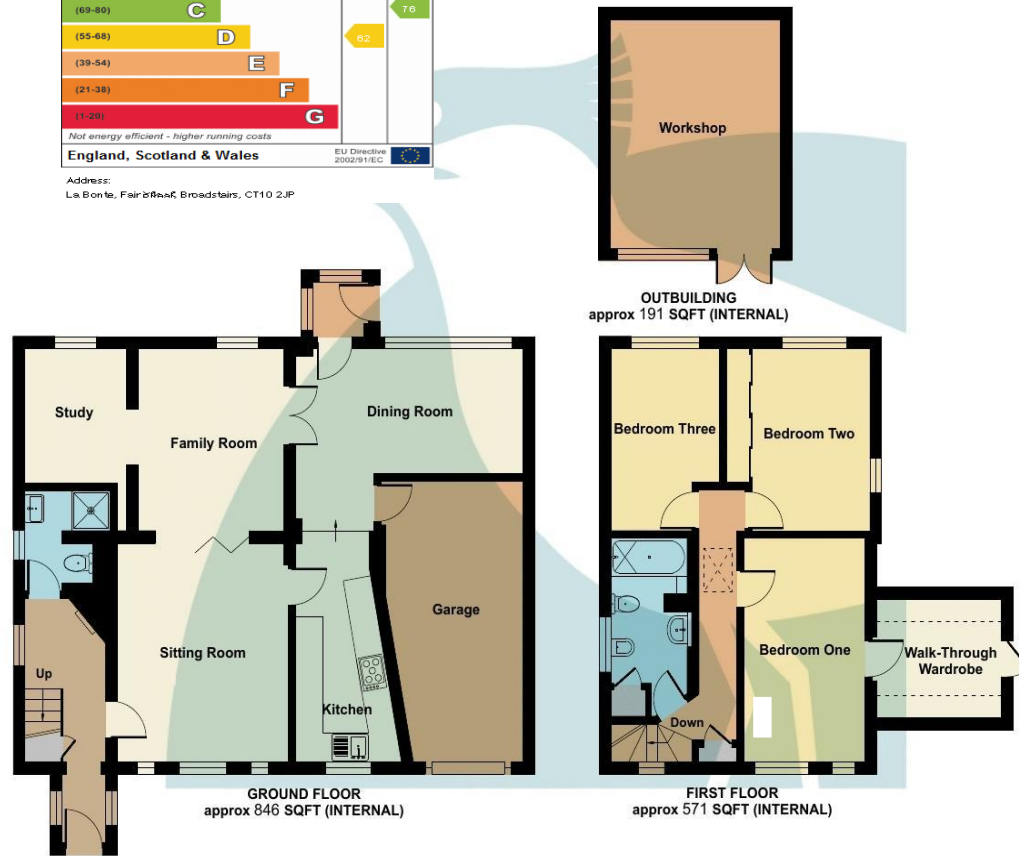 (69-80) C 76
(55-68) D 62
(39-54) E
(21-38) F
(1-20) G
Not energy efficient - higher running costs
England, Scotland & Wales
EU Directive
2002/91/EC
Address:
La Bonte, Broadstairs, CT10 2JP
Workshop
OUTBUILDING
approx 191 SQFT (INTERNAL)
Study
Family Room
Dining Room
Up
Sitting Room
Kitchen
Garage
GROUND FLOOR
approx 846 SQFT (INTERNAL)
Bedroom Three
Bedroom Two
Bedroom One
Walk-Through
Wardrobe
Down
FIRST FLOOR
approx 571 SQFT (INTERNAL)